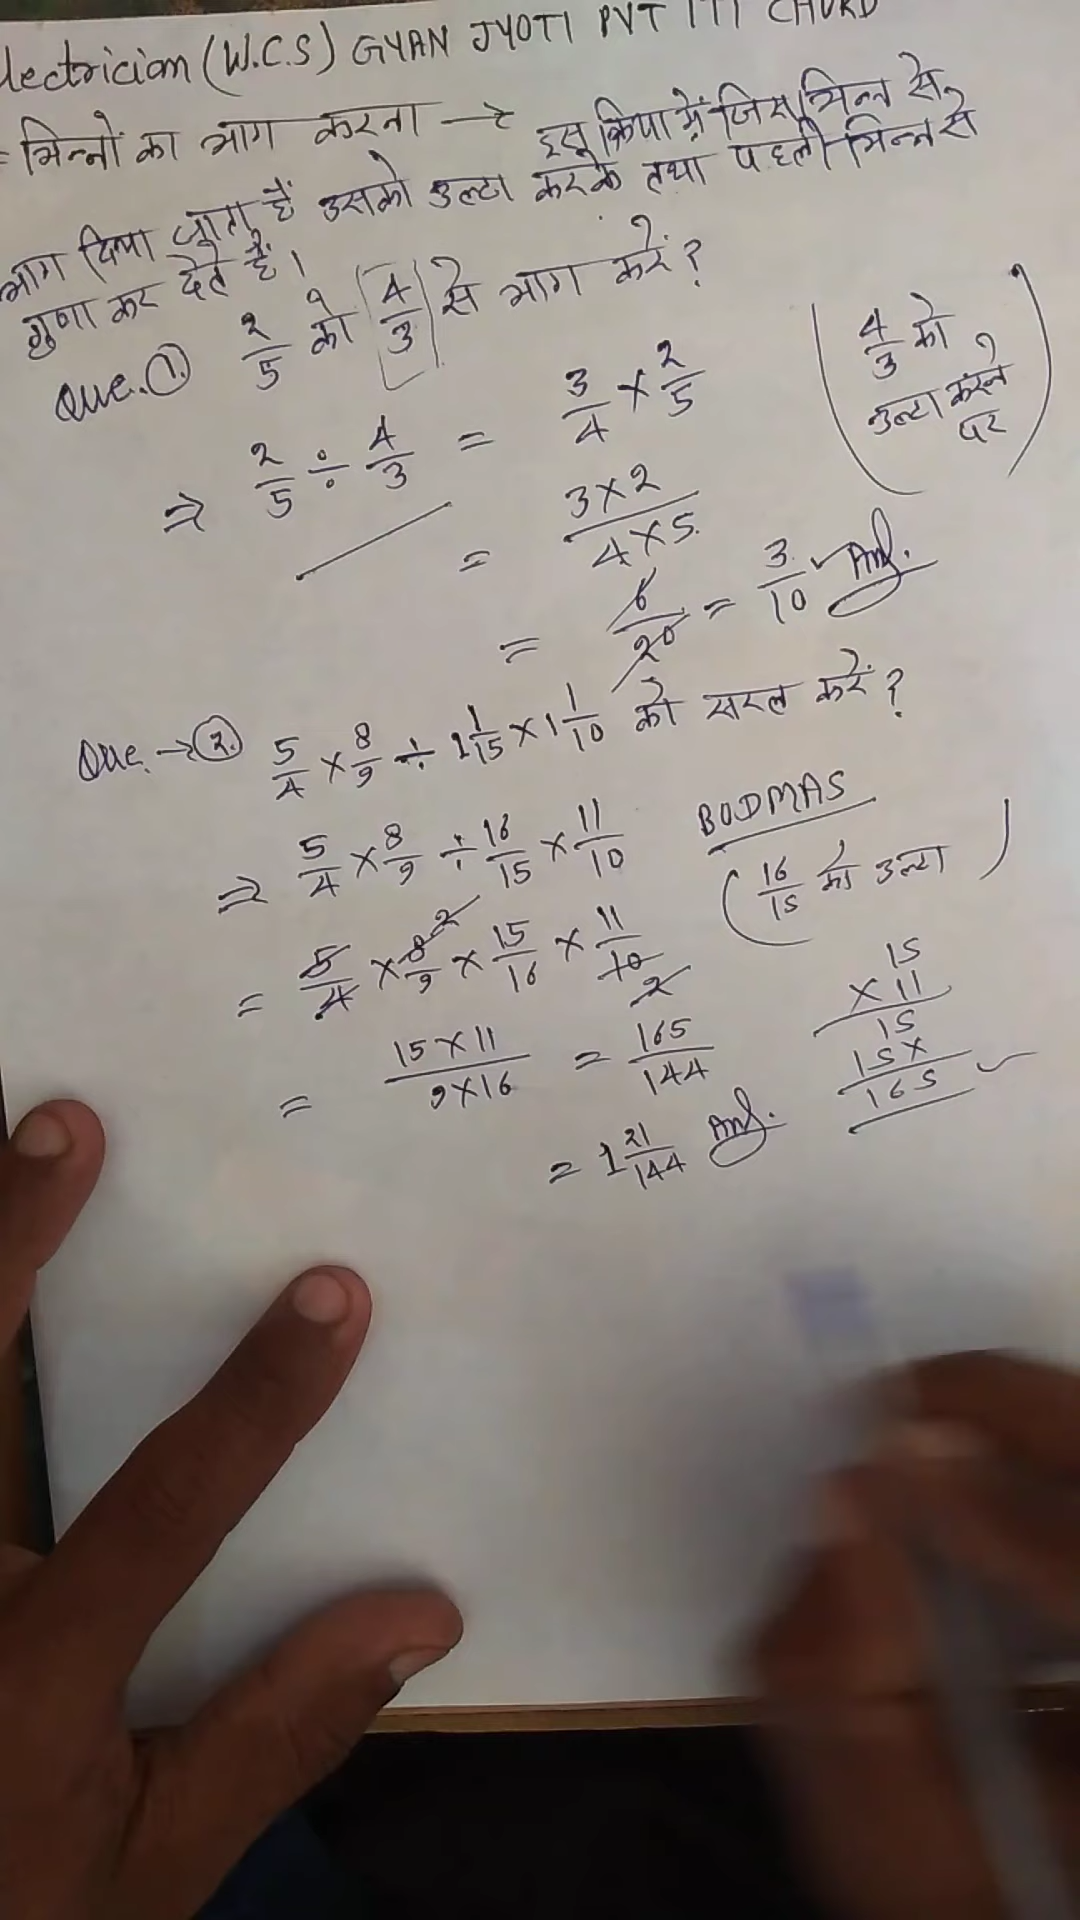 lectrician (W.C.S) GYAN JYOTI PVT ITI CHURD
= भिन्नों का भाग करना → इस क्रिया में जिस भिन्न से
भाग दिया जाता है उसको उल्टा करके तथा पहली भिन्न से
गुणा कर देते है।
Que. 1. 2/5 को 4/3 से भाग करें?
⇒ 2/5 ÷ 4/3 = 3/4 × 2/5 (4/3 को उल्टा करने पर)
= 3×2/4×5
= 6/20 = 3/10 Ans.
Que. → 2. 5/4 × 8/9 ÷ 1 1/15 × 1 1/10 को सरल करें?
⇒ 5/4 × 8/9 ÷ 16/15 × 11/10 BODMAS
(16/15 को उल्टा)
= 5/4 × 8/9 × 15/16 × 11/10
2
2
= 15×11/9×16 = 165/144
= 1 21/144 Ans.
15
×11
15
15×
165